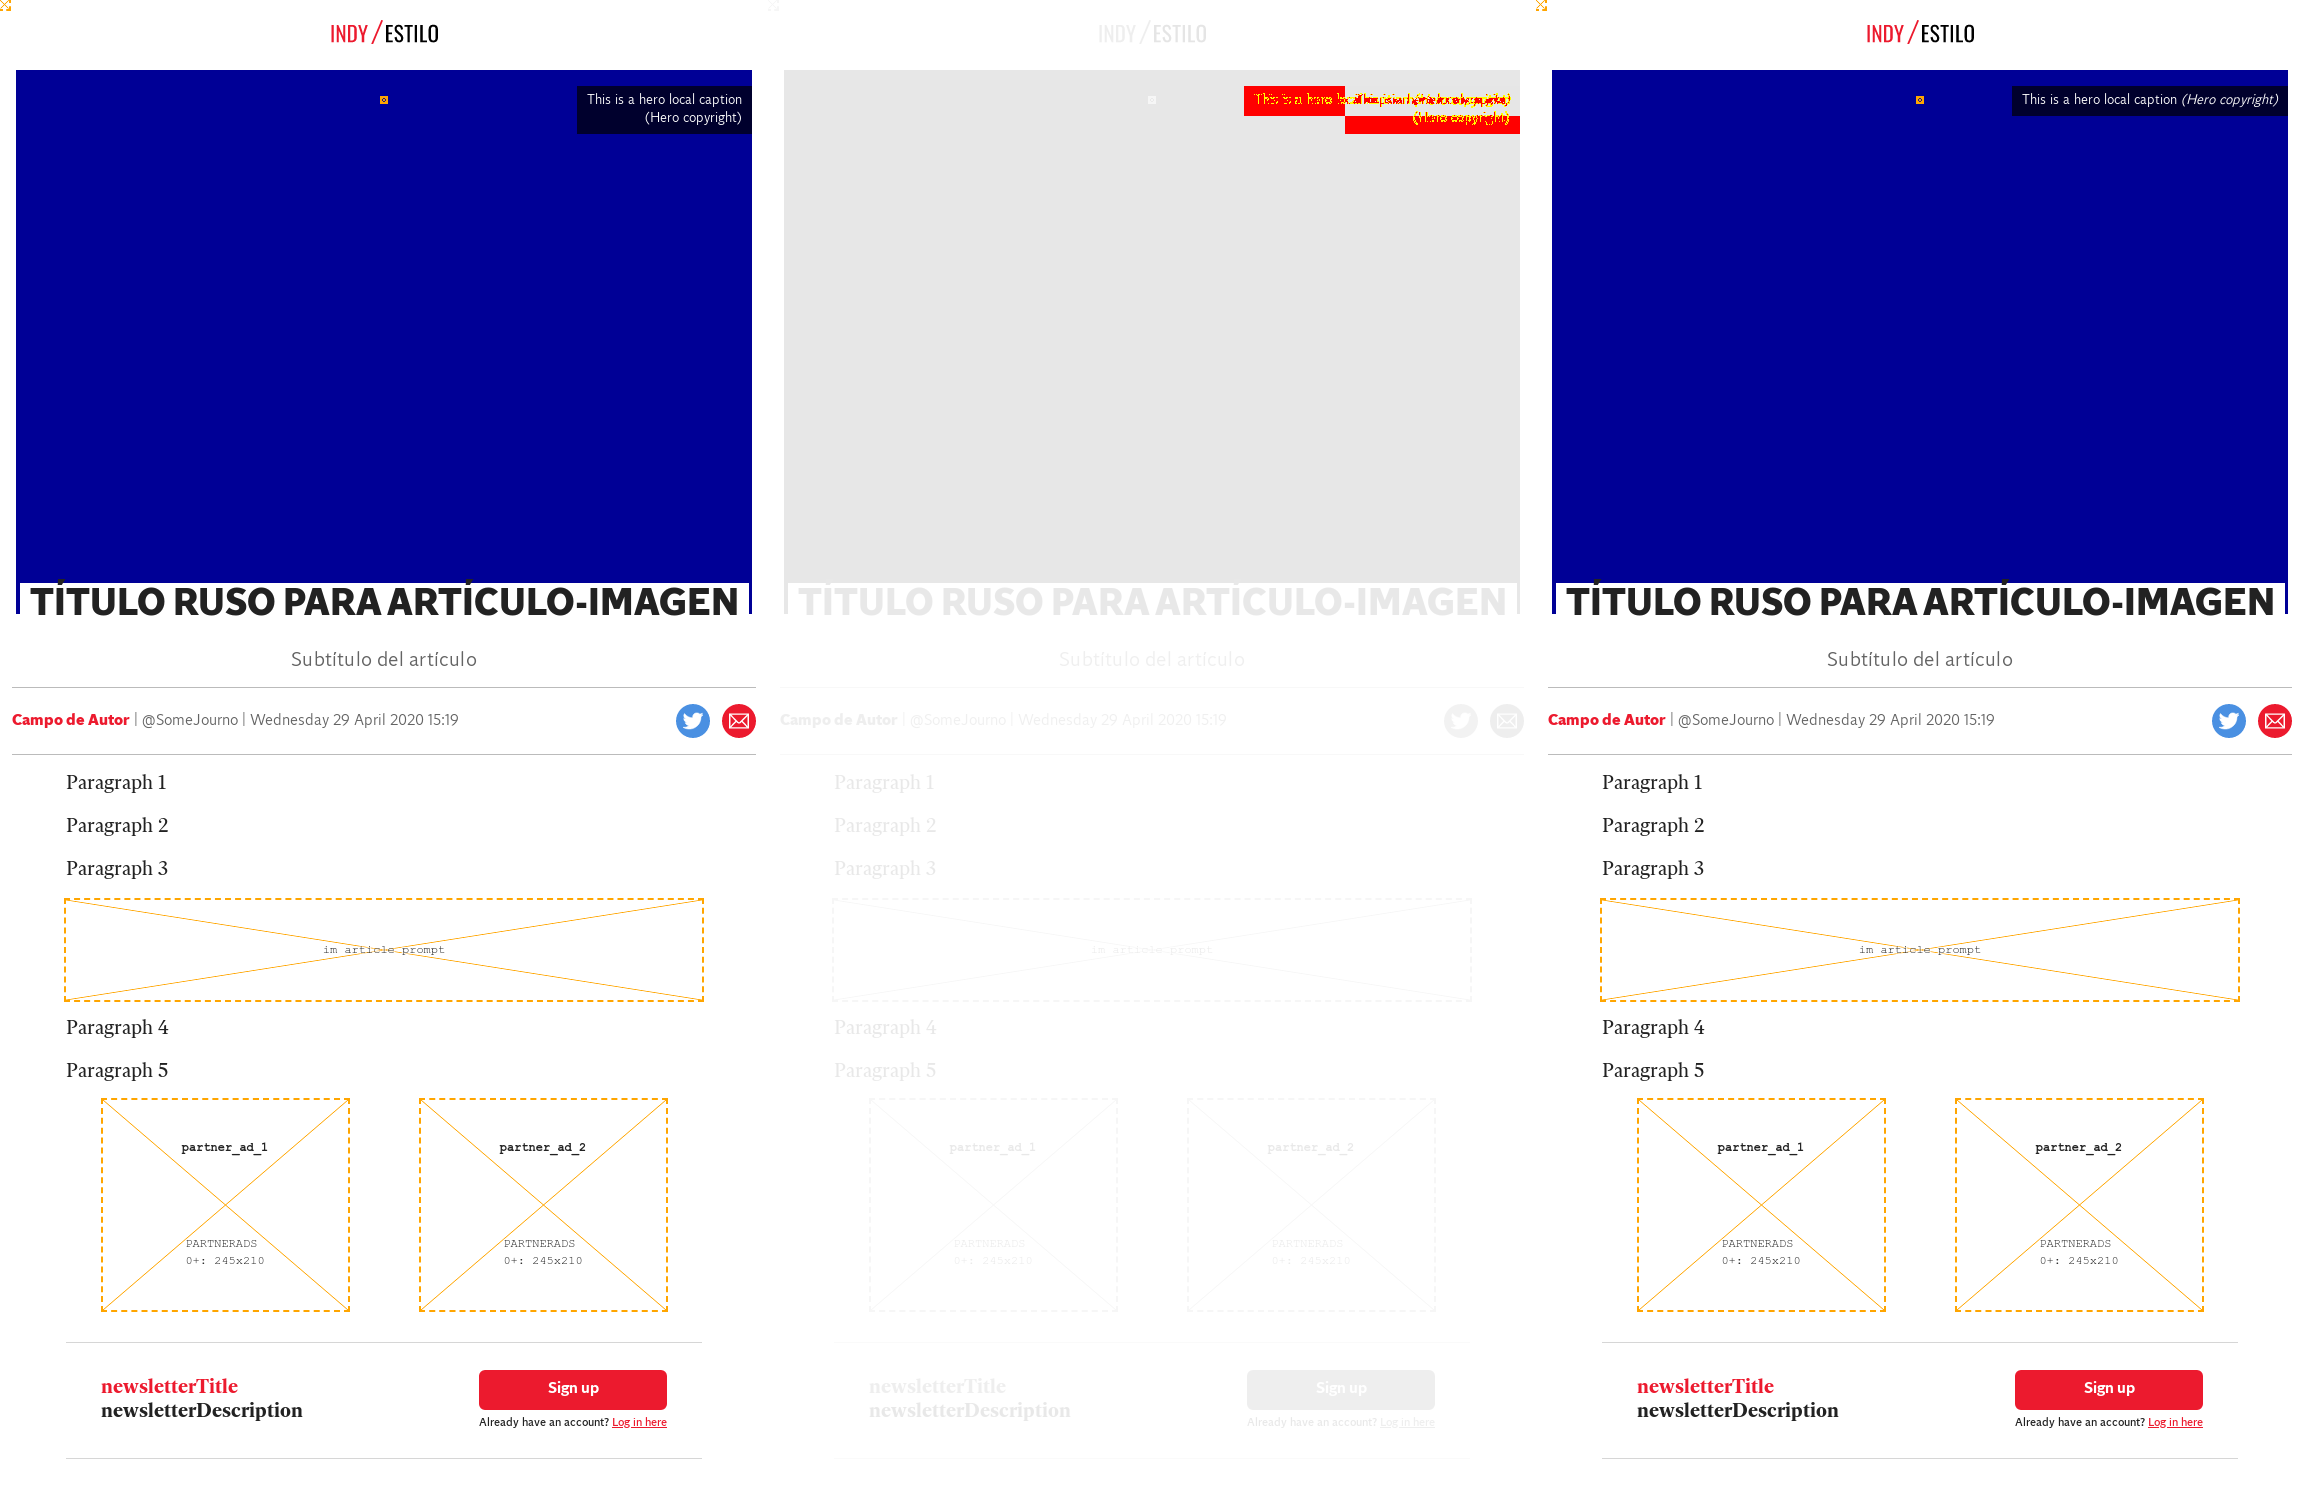 INDY/ESTILO
This is a hero local caption
(Hero copyright)
TÍTULO RUSO PARA ARTÍCULO-IMAGEN
Subtítulo del artículo
Campo de Autor | @SomeJourno | Wednesday 29 April 2020 15:19
Paragraph 1
Paragraph 2
Paragraph 3
im article prompt
Paragraph 4
Paragraph 5
partner_ad_1
PARTNERADS
0+: 245x210
partner_ad_2
PARTNERADS
0+: 245x210
newsletterTitle
newsletterDescription
Sign up
Already have an account? Log in here
INDY/ESTILO
This is a hero
(Hero copyright)
TÍTULO RUSO PARA ARTÍCULO-IMAGEN
Subtítulo del artículo
Campo de Autor | @SomeJourno | Wednesday 29 April 2020 15:19
Paragraph 1
Paragraph 2
Paragraph 3
im article prompt
Paragraph 4
Paragraph 5
partner_ad_1
PARTNERADS
0+: 245x210
partner_ad_2
PARTNERADS
0+: 245x210
newsletterTitle
newsletterDescription
Sign up
Already have an account? Log in here
INDY/ESTILO
This is a hero local caption (Hero copyright)
TÍTULO RUSO PARA ARTÍCULO-IMAGEN
Subtítulo del artículo
Campo de Autor | @SomeJourno | Wednesday 29 April 2020 15:19
Paragraph 1
Paragraph 2
Paragraph 3
im article prompt
Paragraph 4
Paragraph 5
partner_ad_1
PARTNERADS
0+: 245x210
partner_ad_2
PARTNERADS
0+: 245x210
newsletterTitle
newsletterDescription
Sign up
Already have an account? Log in here